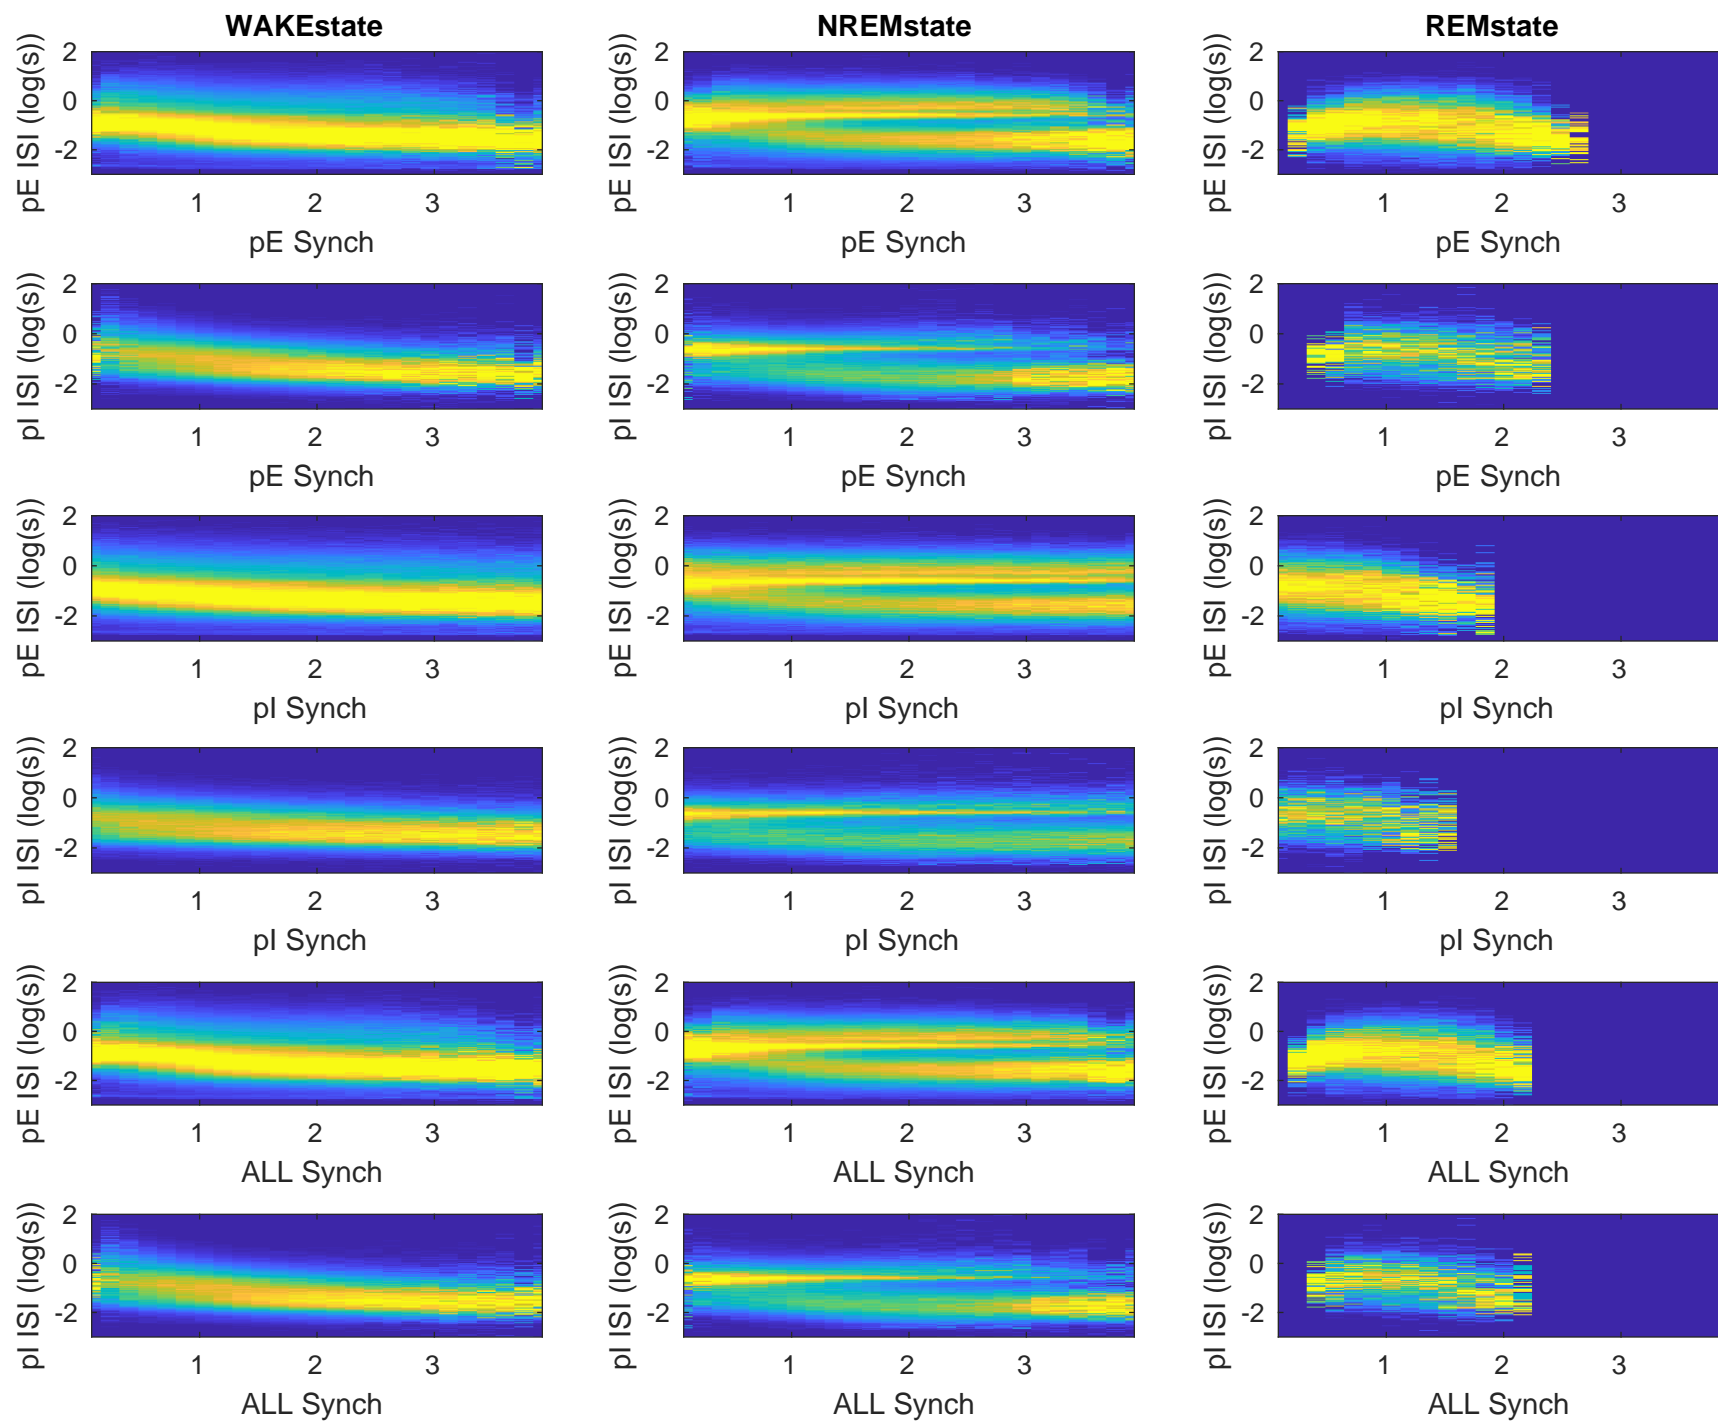 WAKEstate
NREMstate
REMstate
pE ISI (log(s))
2
0
-2
1
2
3
pE Synch
pE ISI (log(s))
2
0
-2
1
2
3
pE Synch
pE ISI (log(s))
2
0
-2
1
2
3
pE Synch
pI ISI (log(s))
2
0
-2
1
2
3
pE Synch
pI ISI (log(s))
2
0
-2
1
2
3
pE Synch
pI ISI (log(s))
2
0
-2
1
2
3
pE Synch
pE ISI (log(s))
2
0
-2
1
2
3
pI Synch
pE ISI (log(s))
2
0
-2
1
2
3
pI Synch
pE ISI (log(s))
2
0
-2
1
2
3
pI Synch
pI ISI (log(s))
2
0
-2
1
2
3
pI Synch
pI ISI (log(s))
2
0
-2
1
2
3
pI Synch
pI ISI (log(s))
2
0
-2
1
2
3
pI Synch
pE ISI (log(s))
2
0
-2
1
2
3
ALL Synch
pE ISI (log(s))
2
0
-2
1
2
3
ALL Synch
pE ISI (log(s))
2
0
-2
1
2
3
ALL Synch
pI ISI (log(s))
2
0
-2
1
2
3
ALL Synch
pI ISI (log(s))
2
0
-2
1
2
3
ALL Synch
pI ISI (log(s))
2
0
-2
1
2
3
ALL Synch